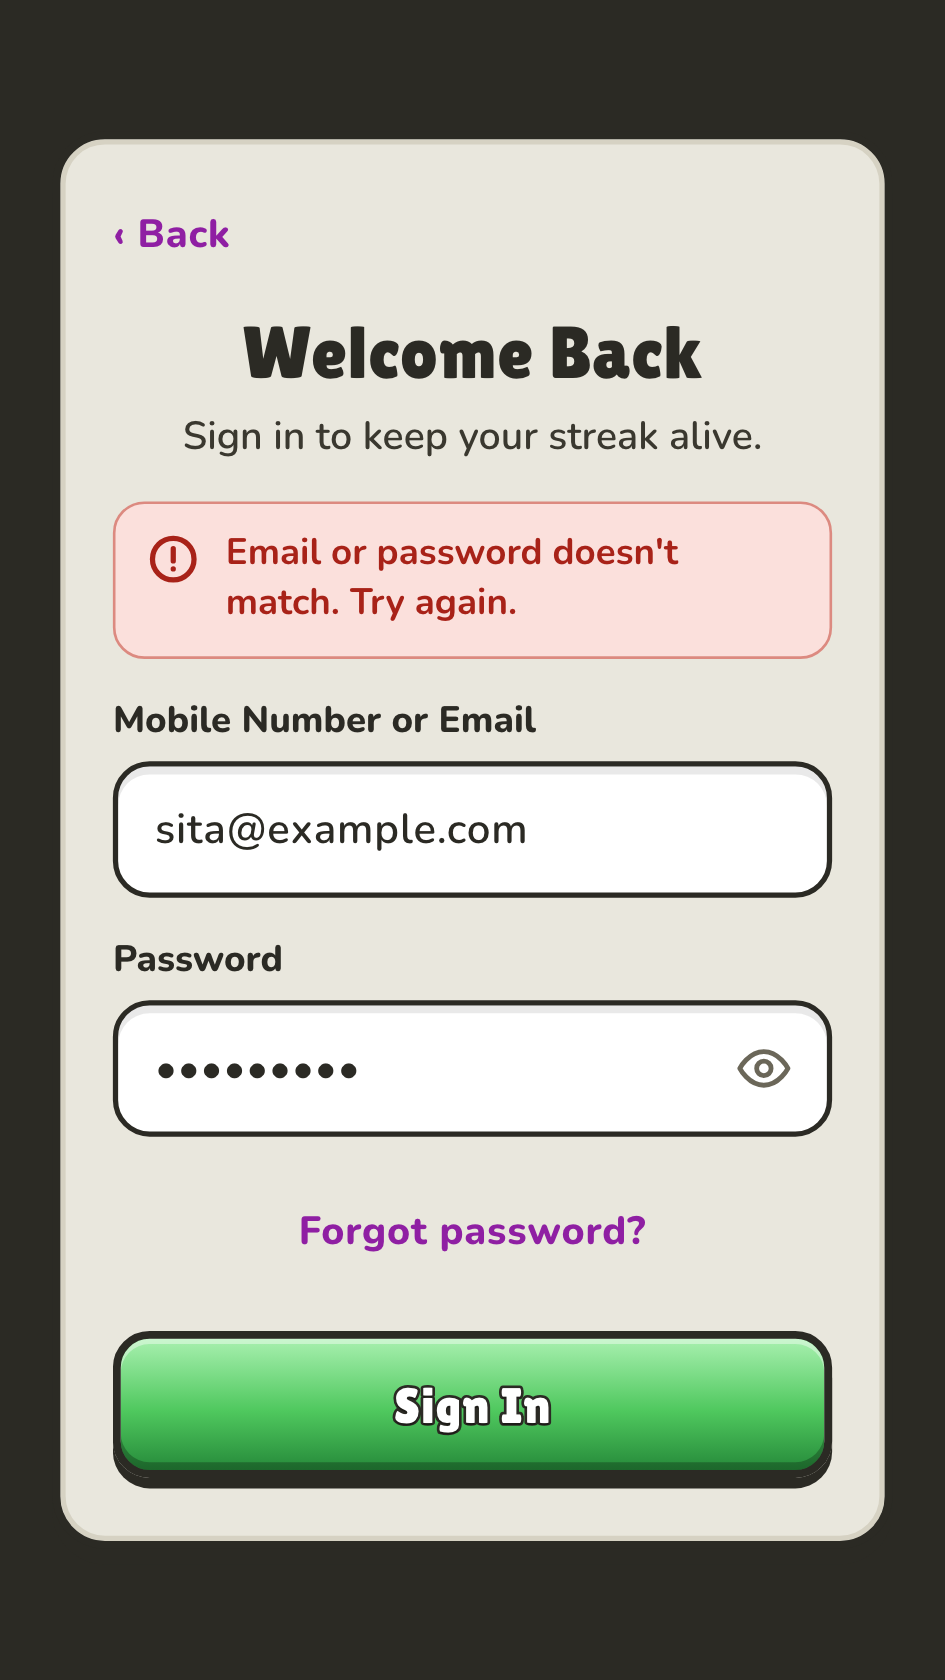 ‹ Back
Welcome Back
Sign in to keep your streak alive.
Email or password doesn't
match. Try again.
Mobile Number or Email
sita@example.com
Password
•••••••••
Forgot password?
Sign In